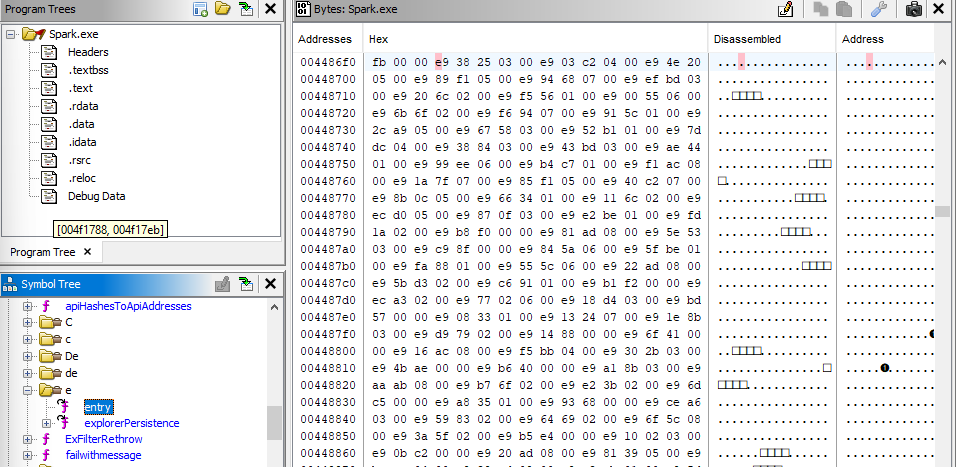 Program Trees
Spark.exe
Headers
.textbss
.text
.rdata
.data
.idata
.rsrc
.reloc
Debug Data
[004f1788, 004f17eb]
Program Tree
Symbol Tree
apiHashesToApiAddresses
C
c
De
de
e
entry
explorerPersistence
ExFilterRethrow
failwithmessage
Bytes: Spark.exe
Addresses Hex Disassembled Address
004486f0 fb 00 00 e9 38 25 03 00 e9 03 c2 04 00 e9 4e 20
00448700 05 00 e9 89 f1 05 00 e9 94 68 07 00 e9 ef bd 03
00448710 00 e9 20 6c 02 00 e9 f5 56 01 00 e9 00 55 06 00
00448720 e9 6b 6f 02 00 e9 f6 94 07 00 e9 91 5c 01 00 e9
00448730 2c a9 05 00 e9 67 58 03 00 e9 52 b1 01 00 e9 7d
00448740 dc 04 00 e9 38 84 03 00 e9 43 bd 03 00 e9 ae 44
00448750 01 00 e9 99 ee 06 00 e9 b4 c7 01 00 e9 f1 ac 08
00448760 00 e9 1a 7f 07 00 e9 85 f1 05 00 e9 40 c2 07 00
00448770 e9 8b 0c 05 00 e9 66 34 01 00 e9 11 6c 02 00 e9
00448780 ec d0 05 00 e9 87 0f 03 00 e9 e2 be 01 00 e9 fd
00448790 1a 02 00 e9 b8 f0 00 00 e9 81 ad 08 00 e9 5e 53
004487a0 03 00 e9 c9 8f 00 00 e9 84 5a 06 00 e9 5f be 01
004487b0 00 e9 fa 88 01 00 e9 55 5c 06 00 e9 22 ad 08 00
004487c0 e9 5b d3 02 00 e9 c6 91 01 00 e9 b1 f2 00 00 e9
004487d0 ec a3 02 00 e9 77 02 06 00 e9 18 d4 03 00 e9 bd
004487e0 57 00 00 e9 08 33 01 00 e9 13 24 07 00 e9 1e 8b
004487f0 03 00 e9 d9 79 02 00 e9 14 88 00 00 e9 6f 41 00
00448800 00 e9 16 ac 08 00 e9 f5 bb 04 00 e9 30 2b 03 00
00448810 e9 4b ae 00 00 e9 b6 40 00 00 e9 a1 8b 03 00 e9
00448820 aa ab 08 00 e9 b7 6f 02 00 e9 e2 3b 02 00 e9 6d
00448830 c5 00 00 e9 a8 35 01 00 e9 93 68 00 00 e9 ce a6
00448840 03 00 e9 59 83 02 00 e9 64 69 02 00 e9 6f 5c 08
00448850 00 e9 3a 5f 02 00 e9 b5 e4 00 00 e9 10 02 03 00
00448860 e9 0b c2 00 00 e9 20 ad 08 00 e9 81 39 05 00 e9